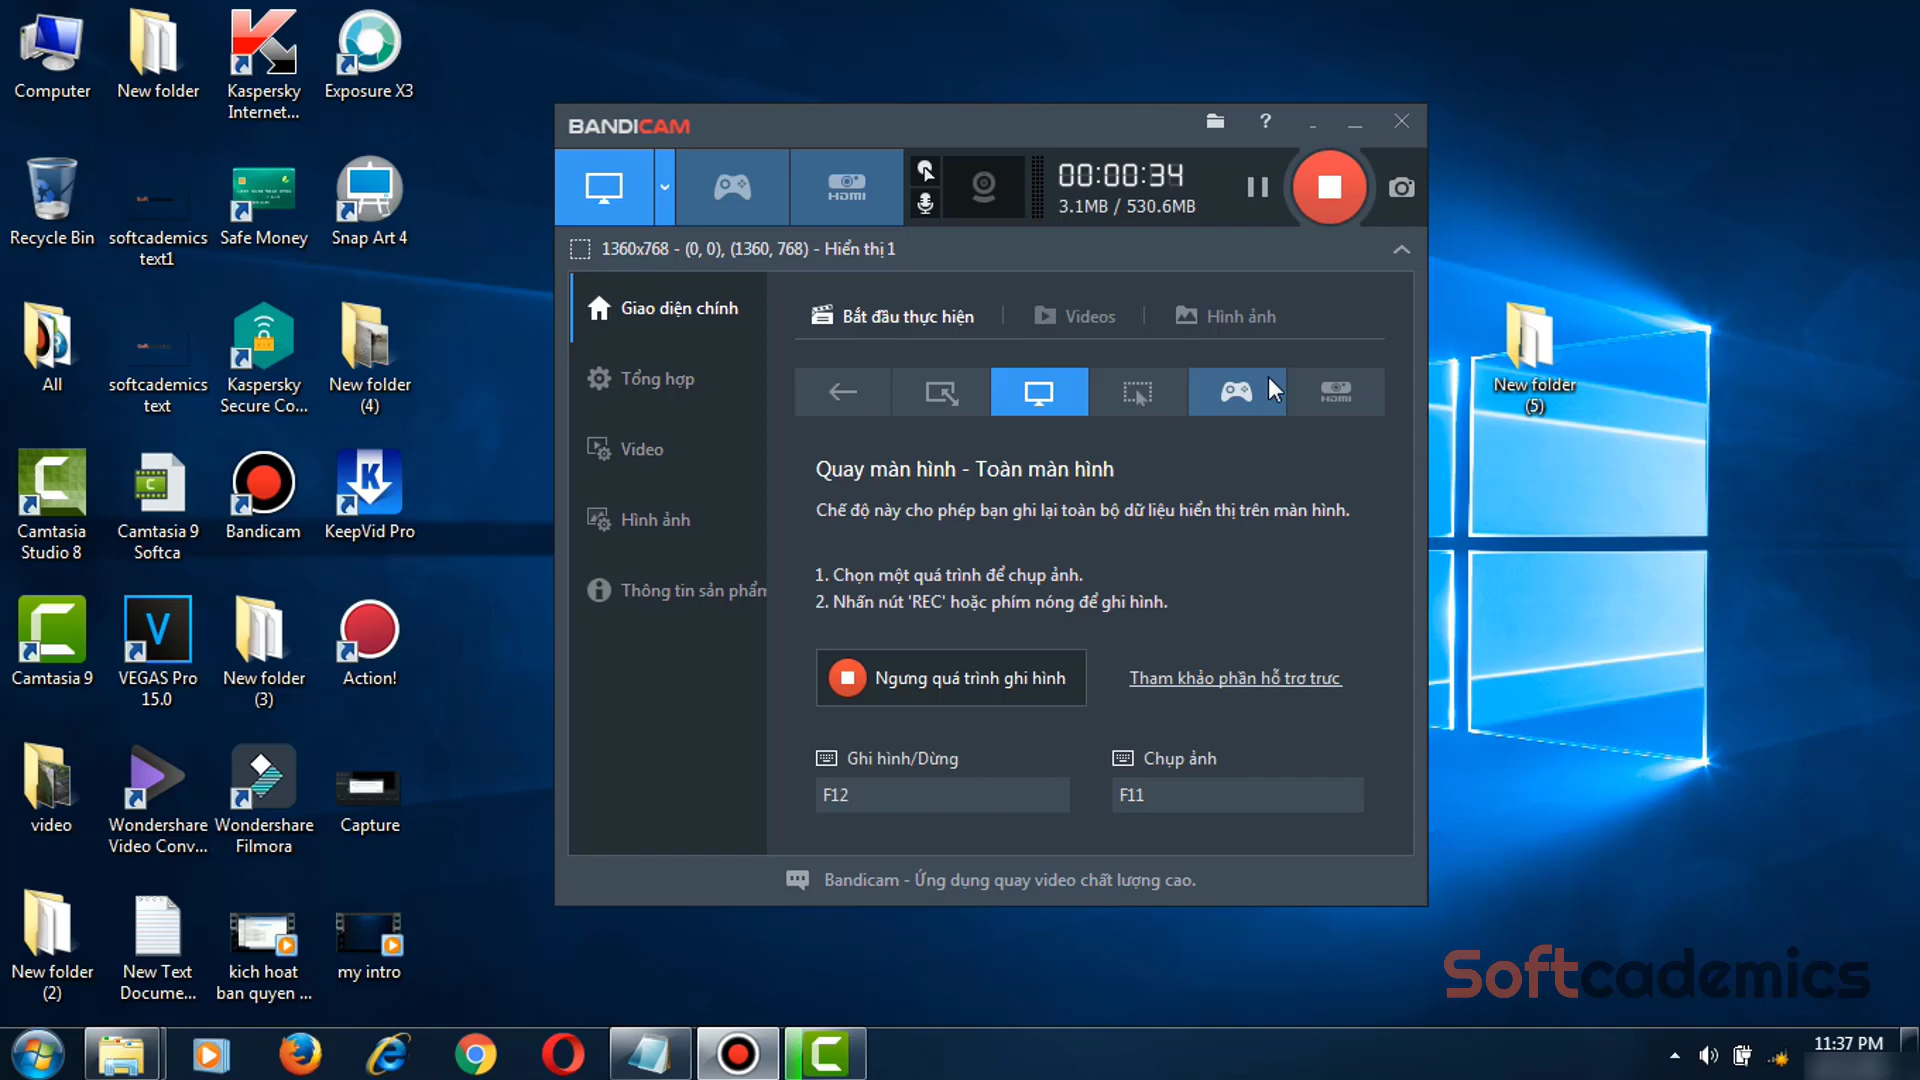 Computer
New folder
Kaspersky
Internet...
Exposure X3
Recycle Bin
softcademics
text1
Safe Money
Snap Art 4
All
softcademics
text
Kaspersky
Secure Co...
New folder
(4)
Camtasia
Studio 8
Camtasia 9
Softca
Bandicam
KeepVid Pro
Camtasia 9
VEGAS Pro
15.0
New folder
(3)
Action!
video
Wondershare
Video Conv...
Wondershare
Filmora
Capture
New folder
(2)
New Text
Docume...
kich hoat
ban quyen ...
my intro
New folder
(5)
BANDICAM
?
HDMI
00:00:34
3.1MB / 530.6MB
1360x768 - (0, 0), (1360, 768) - Hiển thị 1
Giao diện chính
Tổng hợp
Video
Hình ảnh
Thông tin sản phẩm
Bắt đầu thực hiện
Videos
Hình ảnh
HDMI
Quay màn hình - Toàn màn hình
Chế độ này cho phép bạn ghi lại toàn bộ dữ liệu hiển thị trên màn hình.
1. Chọn một quá trình để chụp ảnh.
2. Nhấn nút 'REC' hoặc phím nóng để ghi hình.
Ngưng quá trình ghi hình
Tham khảo phần hỗ trợ trực
Ghi hình/Dừng
Chụp ảnh
F12
F11
Bandicam - Ứng dụng quay video chất lượng cao.
Softcademics
11:37 PM